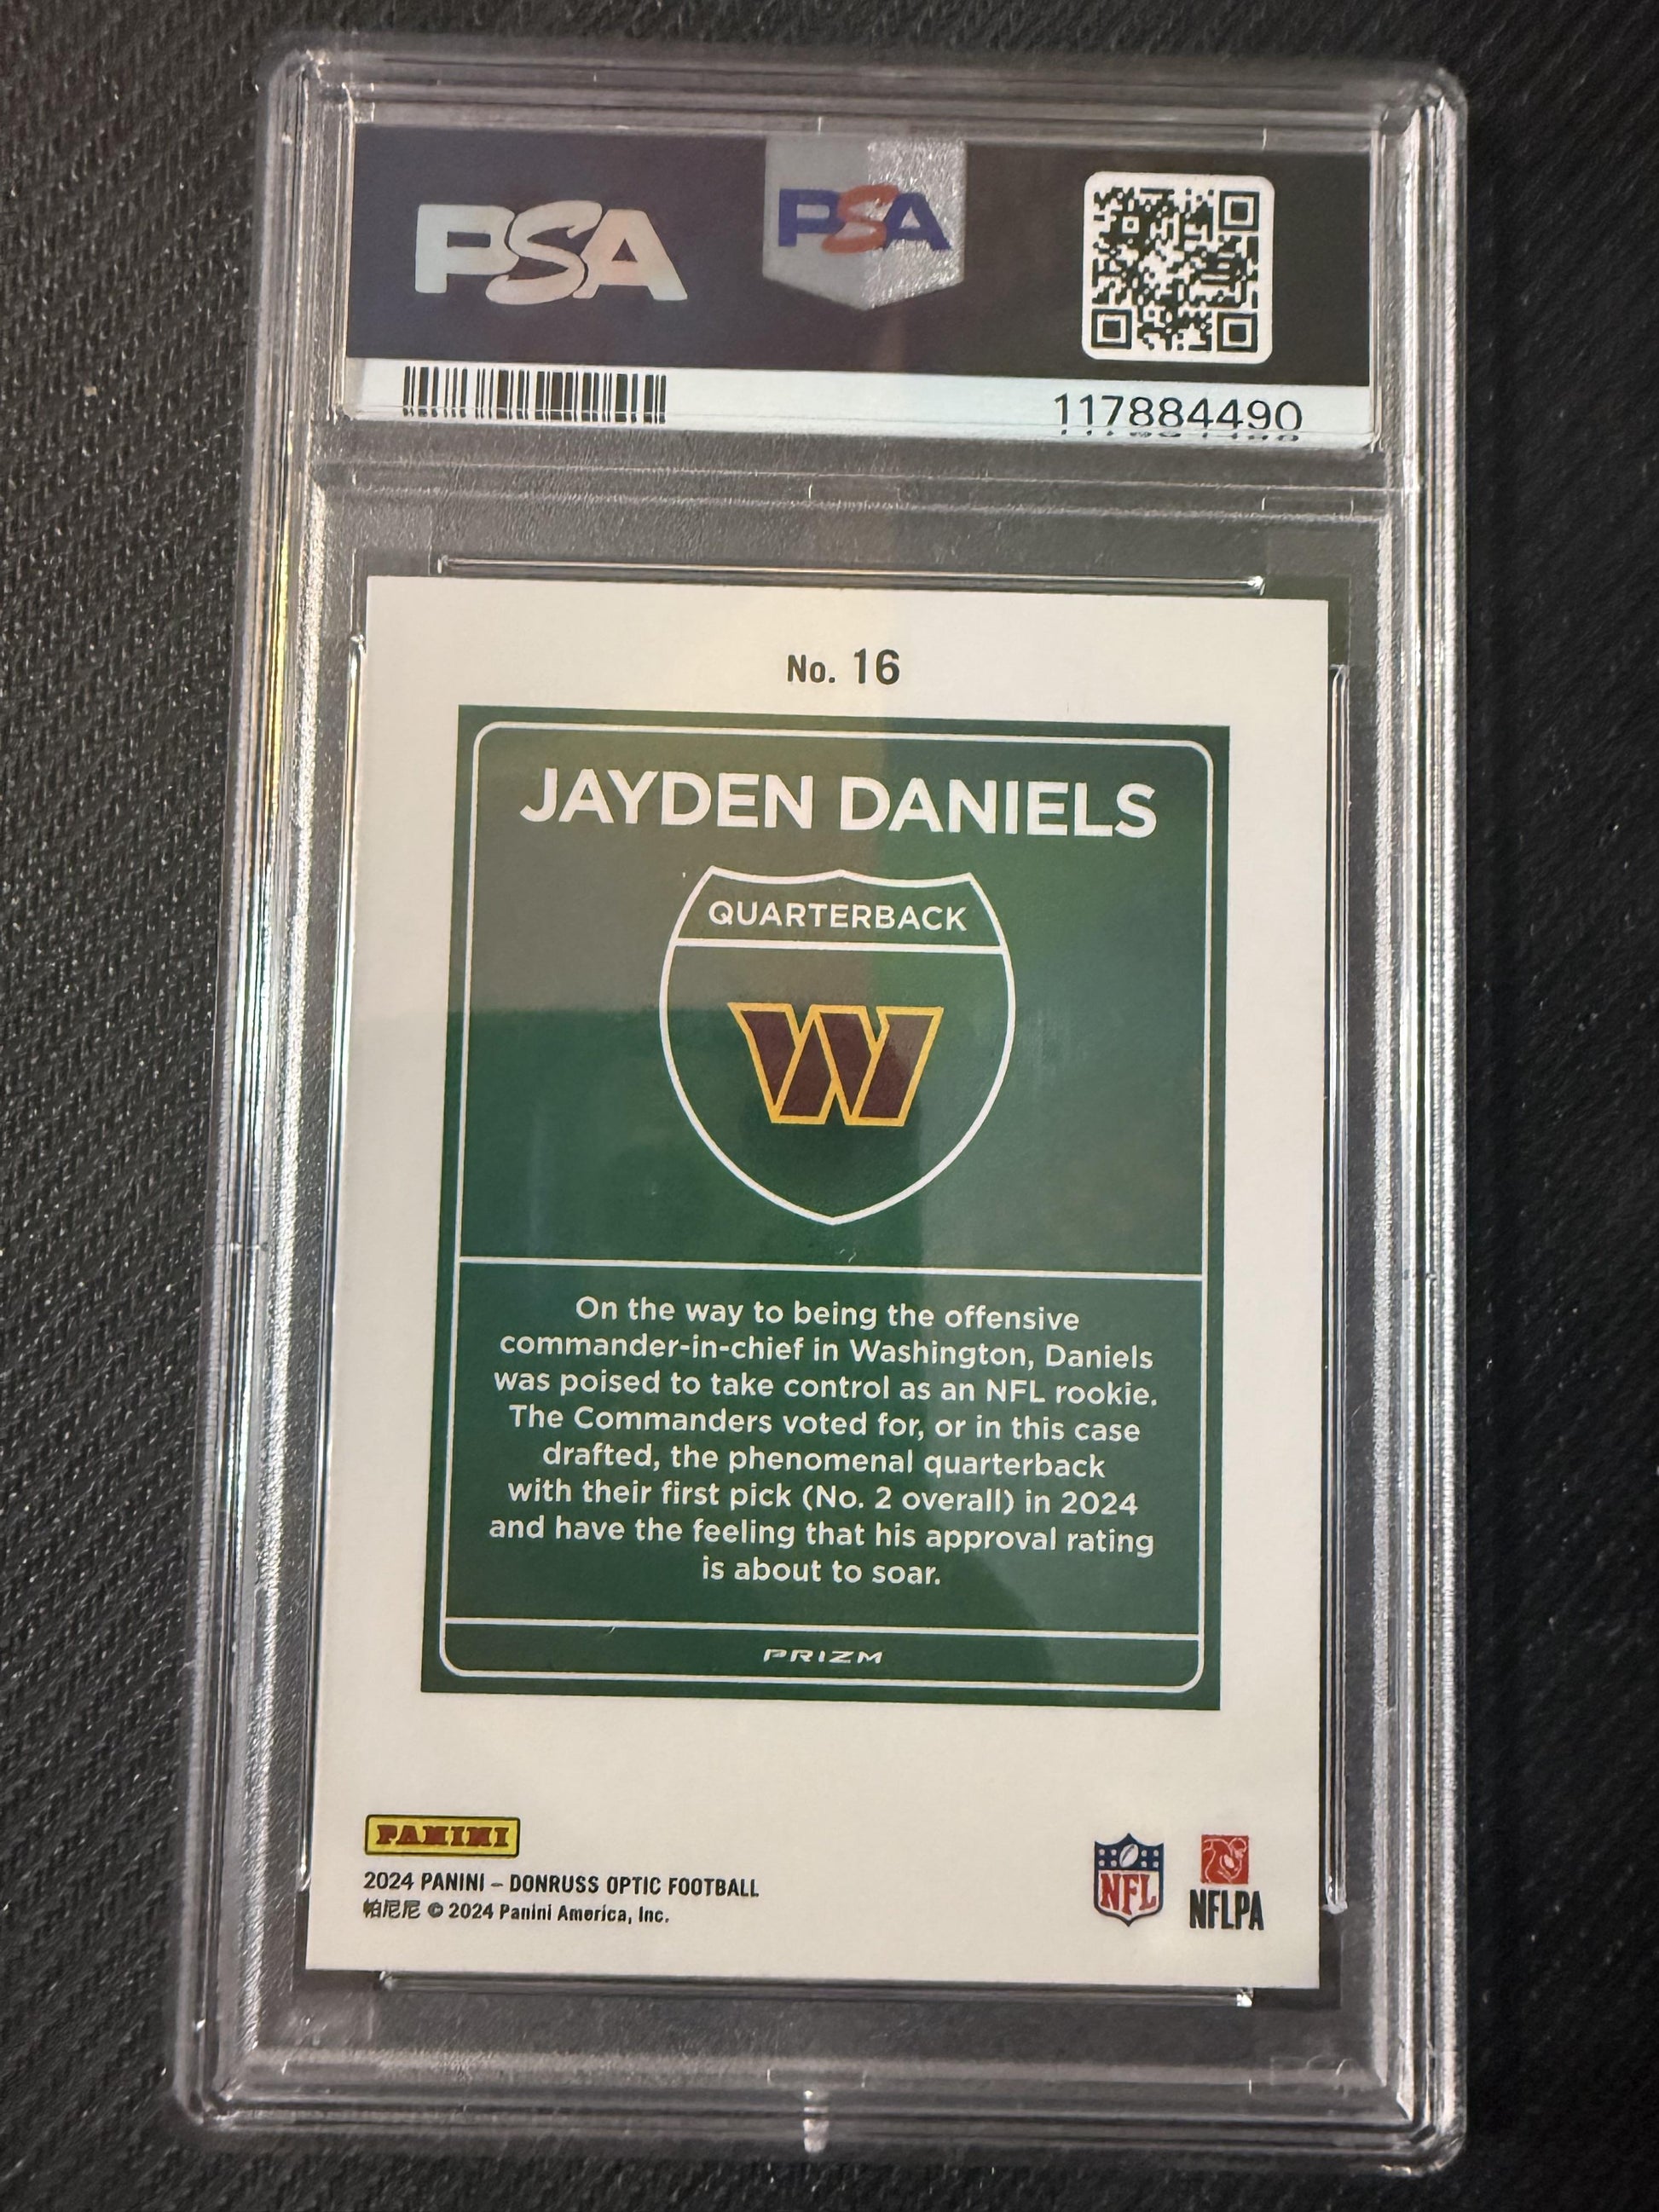 PSA
PSA
117884490
No. 16
JAYDEN DANIELS
QUARTERBACK
W
On the way to being the offensive
commander-in-chief in Washington, Daniels
was poised to take control as an NFL rookie.
The Commanders voted for, or in this case
drafted, the phenomenal quarterback
with their first pick (No. 2 overall) in 2024
and have the feeling that his approval rating
is about to soar.
PRIZM
PANINI
2024 PANINI – DONRUSS OPTIC FOOTBALL
帕尼尼 © 2024 Panini America, Inc.
NFL
NFLPA